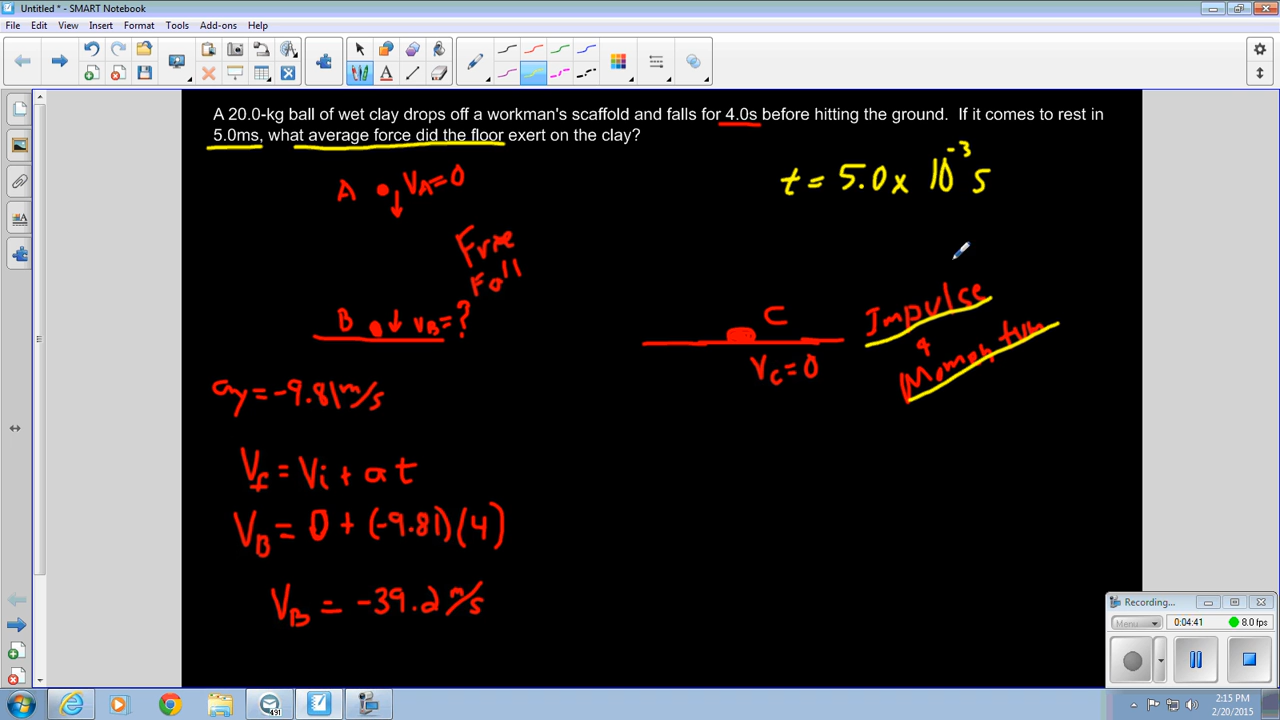 Untitled * - SMART Notebook
File Edit View Insert Format Tools Add-ons Help
A 20.0-kg ball of wet clay drops off a workman's scaffold and falls for 4.0s before hitting the ground. If it comes to rest in
5.0ms, what average force did the floor exert on the clay?
t = 5.0 x 10^-3 s
A VA=0
Free
Fall
B VB=?
C
VC=0
Impulse
&
Momentum
ay = -9.81m/s
Vf = Vi + at
VB = 0 + (-9.81)(4)
VB = -39.2 m/s
Recording...
Menu 0:04:41 8.0 fps
491
2:15 PM
2/20/2015